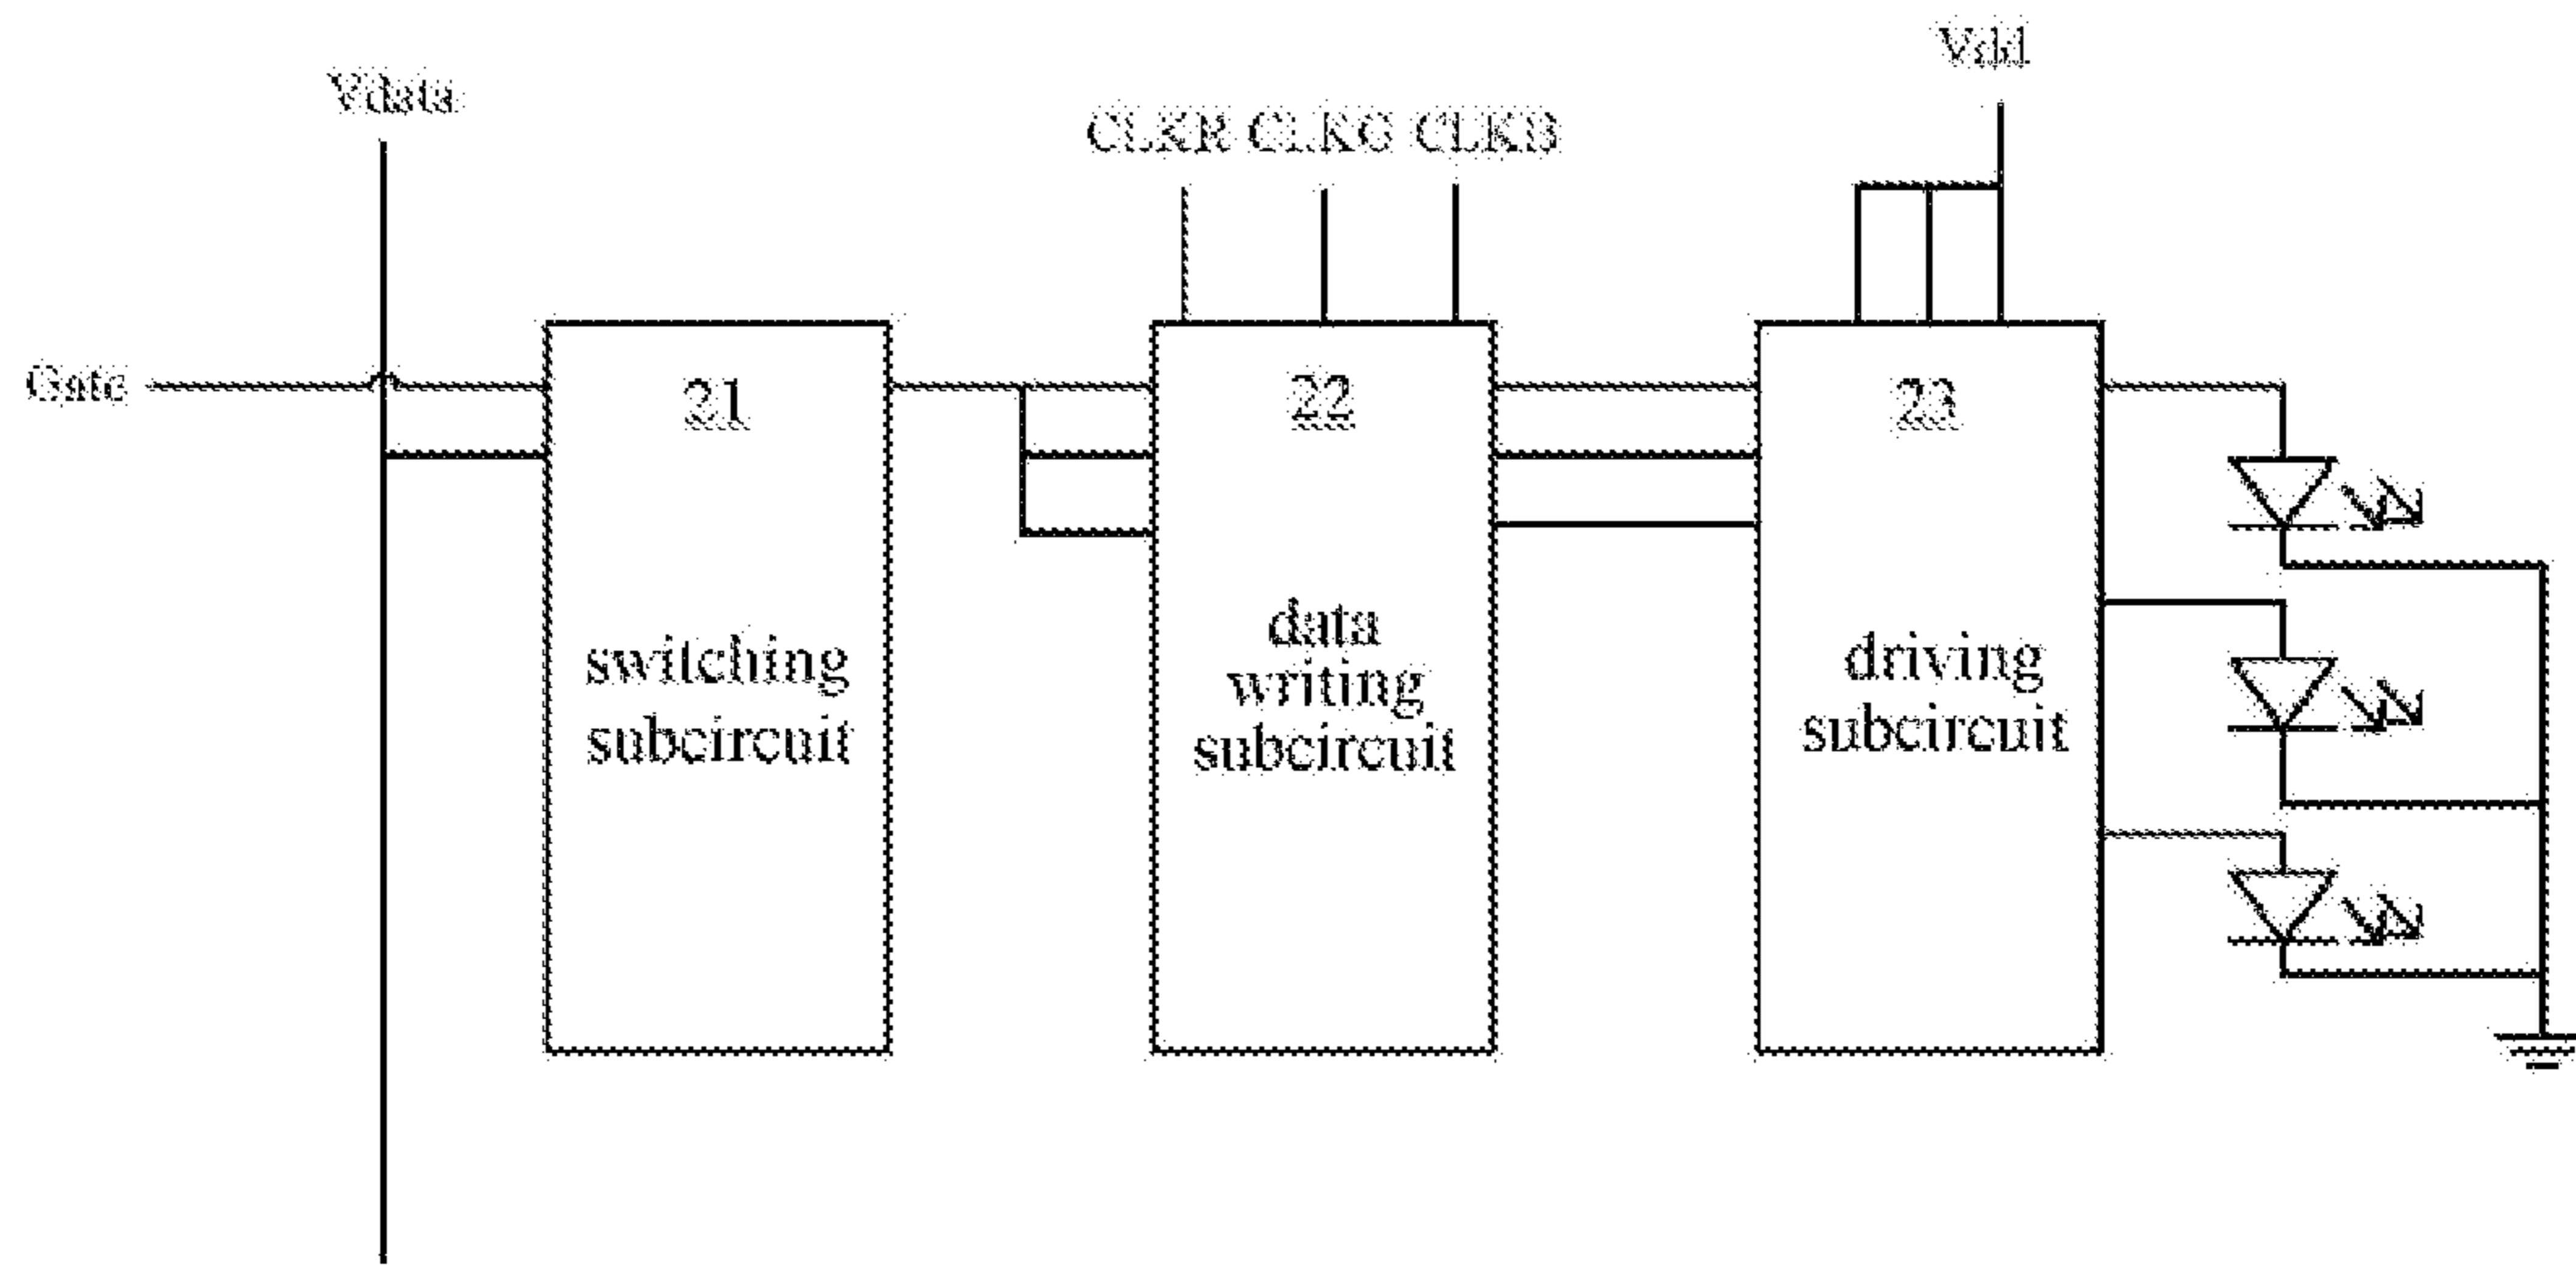 Vdata
Vdd
CLKR CLKG CLKB
Gate
21
22
23
switching
subcircuit
data
writing
subcircuit
driving
subcircuit